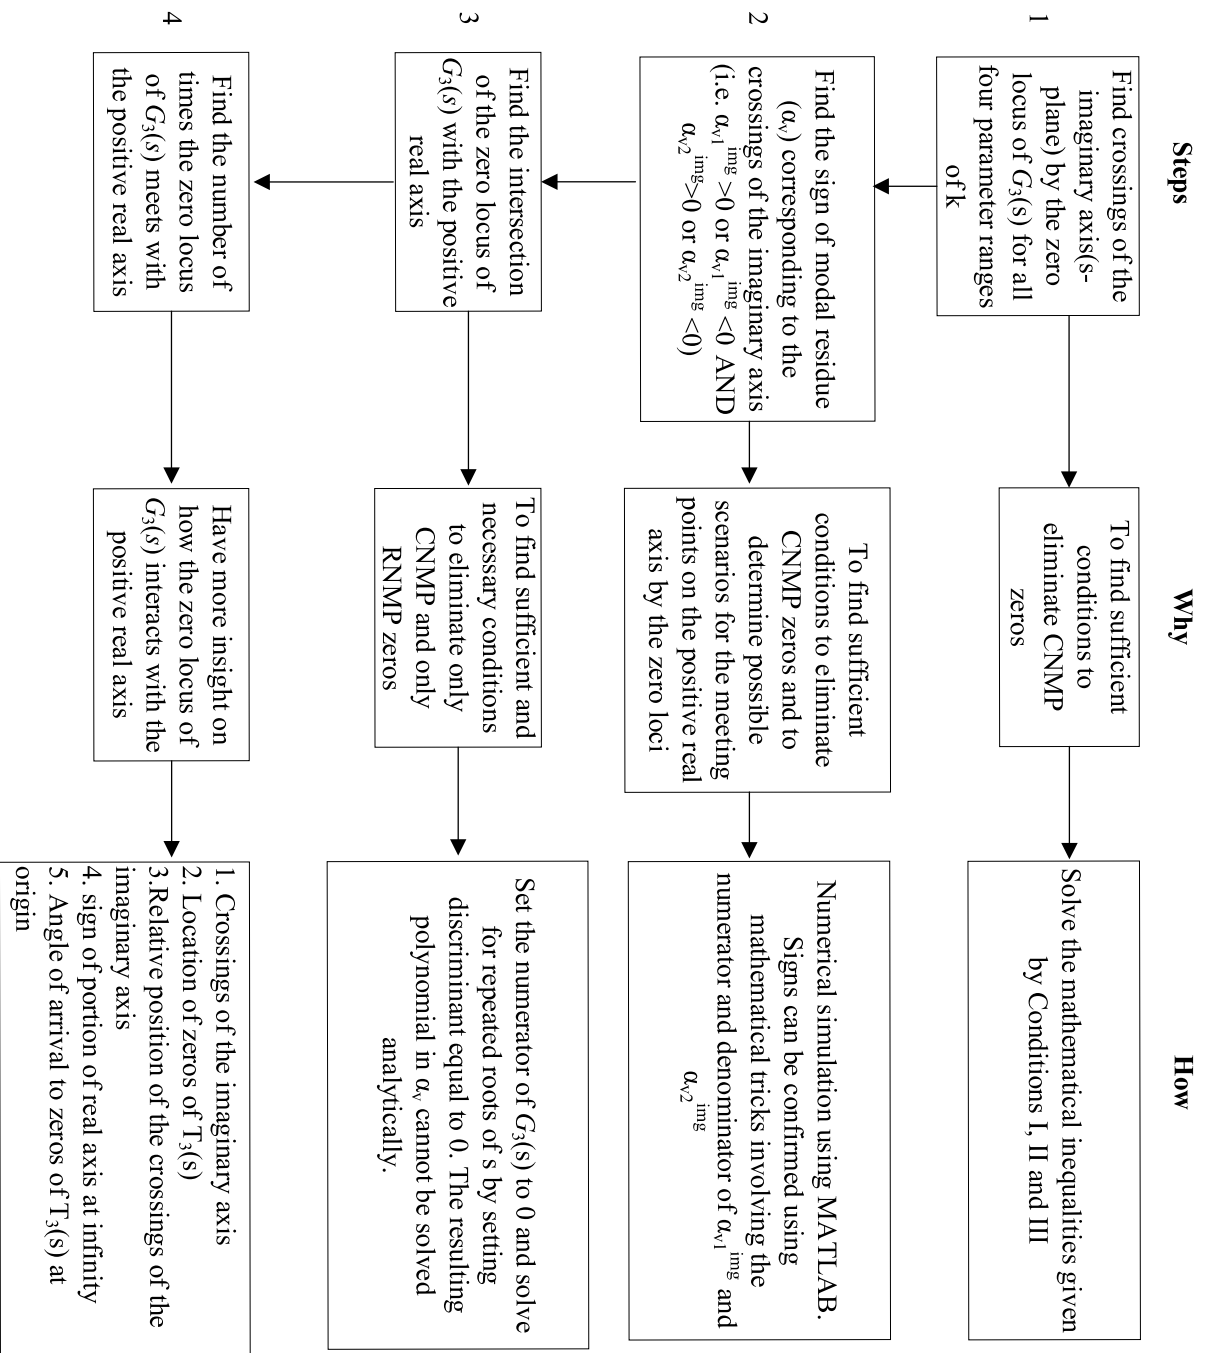 Steps
Why
How
1
Find crossings of the
imaginary axis(s-
plane) by the zero
locus of G₃(s) for all
four parameter ranges
of k
To find sufficient
conditions to
eliminate CNMP
zeros
Solve the mathematical inequalities given
by Conditions I, II and III
2
Find the sign of modal residue
(αᵥ) corresponding to the
crossings of the imaginary axis
(i.e. αᵥ₁ⁱᵐᵍ >0 or αᵥ₁ⁱᵐᵍ <0 AND
αᵥ₂ⁱᵐᵍ>0 or αᵥ₂ⁱᵐᵍ <0)
To find sufficient
conditions to eliminate
CNMP zeros and to
determine possible
scenarios for the meeting
points on the positive real
axis by the zero loci
Numerical simulation using MATLAB.
Signs can be confirmed using
mathematical tricks involving the
numerator and denominator of αᵥ₁ⁱᵐᵍ and
αᵥ₂ⁱᵐᵍ
3
Find the intersection
of the zero locus of
G₃(s) with the positive
real axis
To find sufficient and
necessary conditions
to eliminate only
CNMP and only
RNMP zeros
Set the numerator of G₃(s) to 0 and solve
for repeated roots of s by setting
discriminant equal to 0. The resulting
polynomial in αᵥ cannot be solved
analytically.
4
Find the number of
times the zero locus
of G₃(s) meets with
the positive real axis
Have more insight on
how the zero locus of
G₃(s) interacts with the
positive real axis
1. Crossings of the imaginary axis
2. Location of zeros of T₃(s)
3.Relative position of the crossings of the
imaginary axis
4. sign of portion of real axis at infinity
5. Angle of arrival to zeros of T₃(s) at
origin